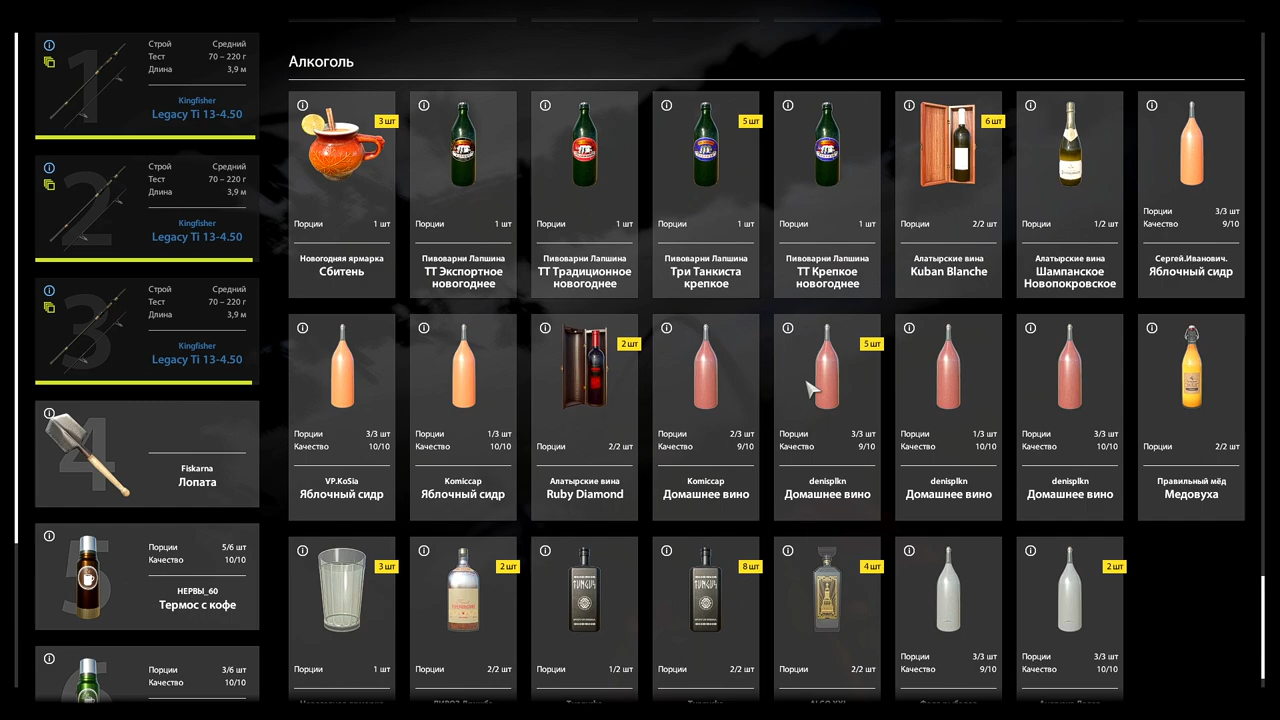 1
Строй Средний
Тест 70 – 220 г
Длина 3,9 м
Kingfisher
Legacy Ti 13-4.50
2
Строй Средний
Тест 70 – 220 г
Длина 3,9 м
Kingfisher
Legacy Ti 13-4.50
3
Строй Средний
Тест 70 – 220 г
Длина 3,9 м
Kingfisher
Legacy Ti 13-4.50
4
Fiskarna
Лопата
5
Порции 5/6 шт
Качество 10/10
НЕРВЫ_60
Термос с кофе
6
Порции 3/6 шт
Качество 10/10
Алкоголь
3 шт
Порции 1 шт
Новогодняя ярмарка
Сбитень
Порции 1 шт
Пивоварни Лапшина
ТТ Экспортное
новогоднее
Порции 1 шт
Пивоварни Лапшина
ТТ Традиционное
новогоднее
5 шт
Порции 1 шт
Пивоварни Лапшина
Три Танкиста
крепкое
Порции 1 шт
Пивоварни Лапшина
ТТ Крепкое
новогоднее
6 шт
Порции 2/2 шт
Алатырские вина
Kuban Blanche
Порции 1/2 шт
Алатырские вина
Шампанское
Новопокровское
Порции 3/3 шт
Качество 9/10
Сергей.Иванович.
Яблочный сидр
Порции 3/3 шт
Качество 10/10
VP.KoSia
Яблочный сидр
Порции 1/3 шт
Качество 10/10
Komiccap
Яблочный сидр
2 шт
Порции 2/2 шт
Алатырские вина
Ruby Diamond
Порции 2/3 шт
Качество 9/10
Komiccap
Домашнее вино
5 шт
Порции 3/3 шт
Качество 9/10
denisplkn
Домашнее вино
Порции 1/3 шт
Качество 10/10
denisplkn
Домашнее вино
Порции 3/3 шт
Качество 10/10
denisplkn
Домашнее вино
Порции 2/2 шт
Правильный мёд
Медовуха
3 шт
Порции 1 шт
2 шт
Порции 2/2 шт
TUNGUS
Порции 1/2 шт
8 шт
TUNGUS
Порции 2/2 шт
4 шт
Порции 2/2 шт
Порции 3/3 шт
Качество 9/10
2 шт
Порции 3/3 шт
Качество 10/10